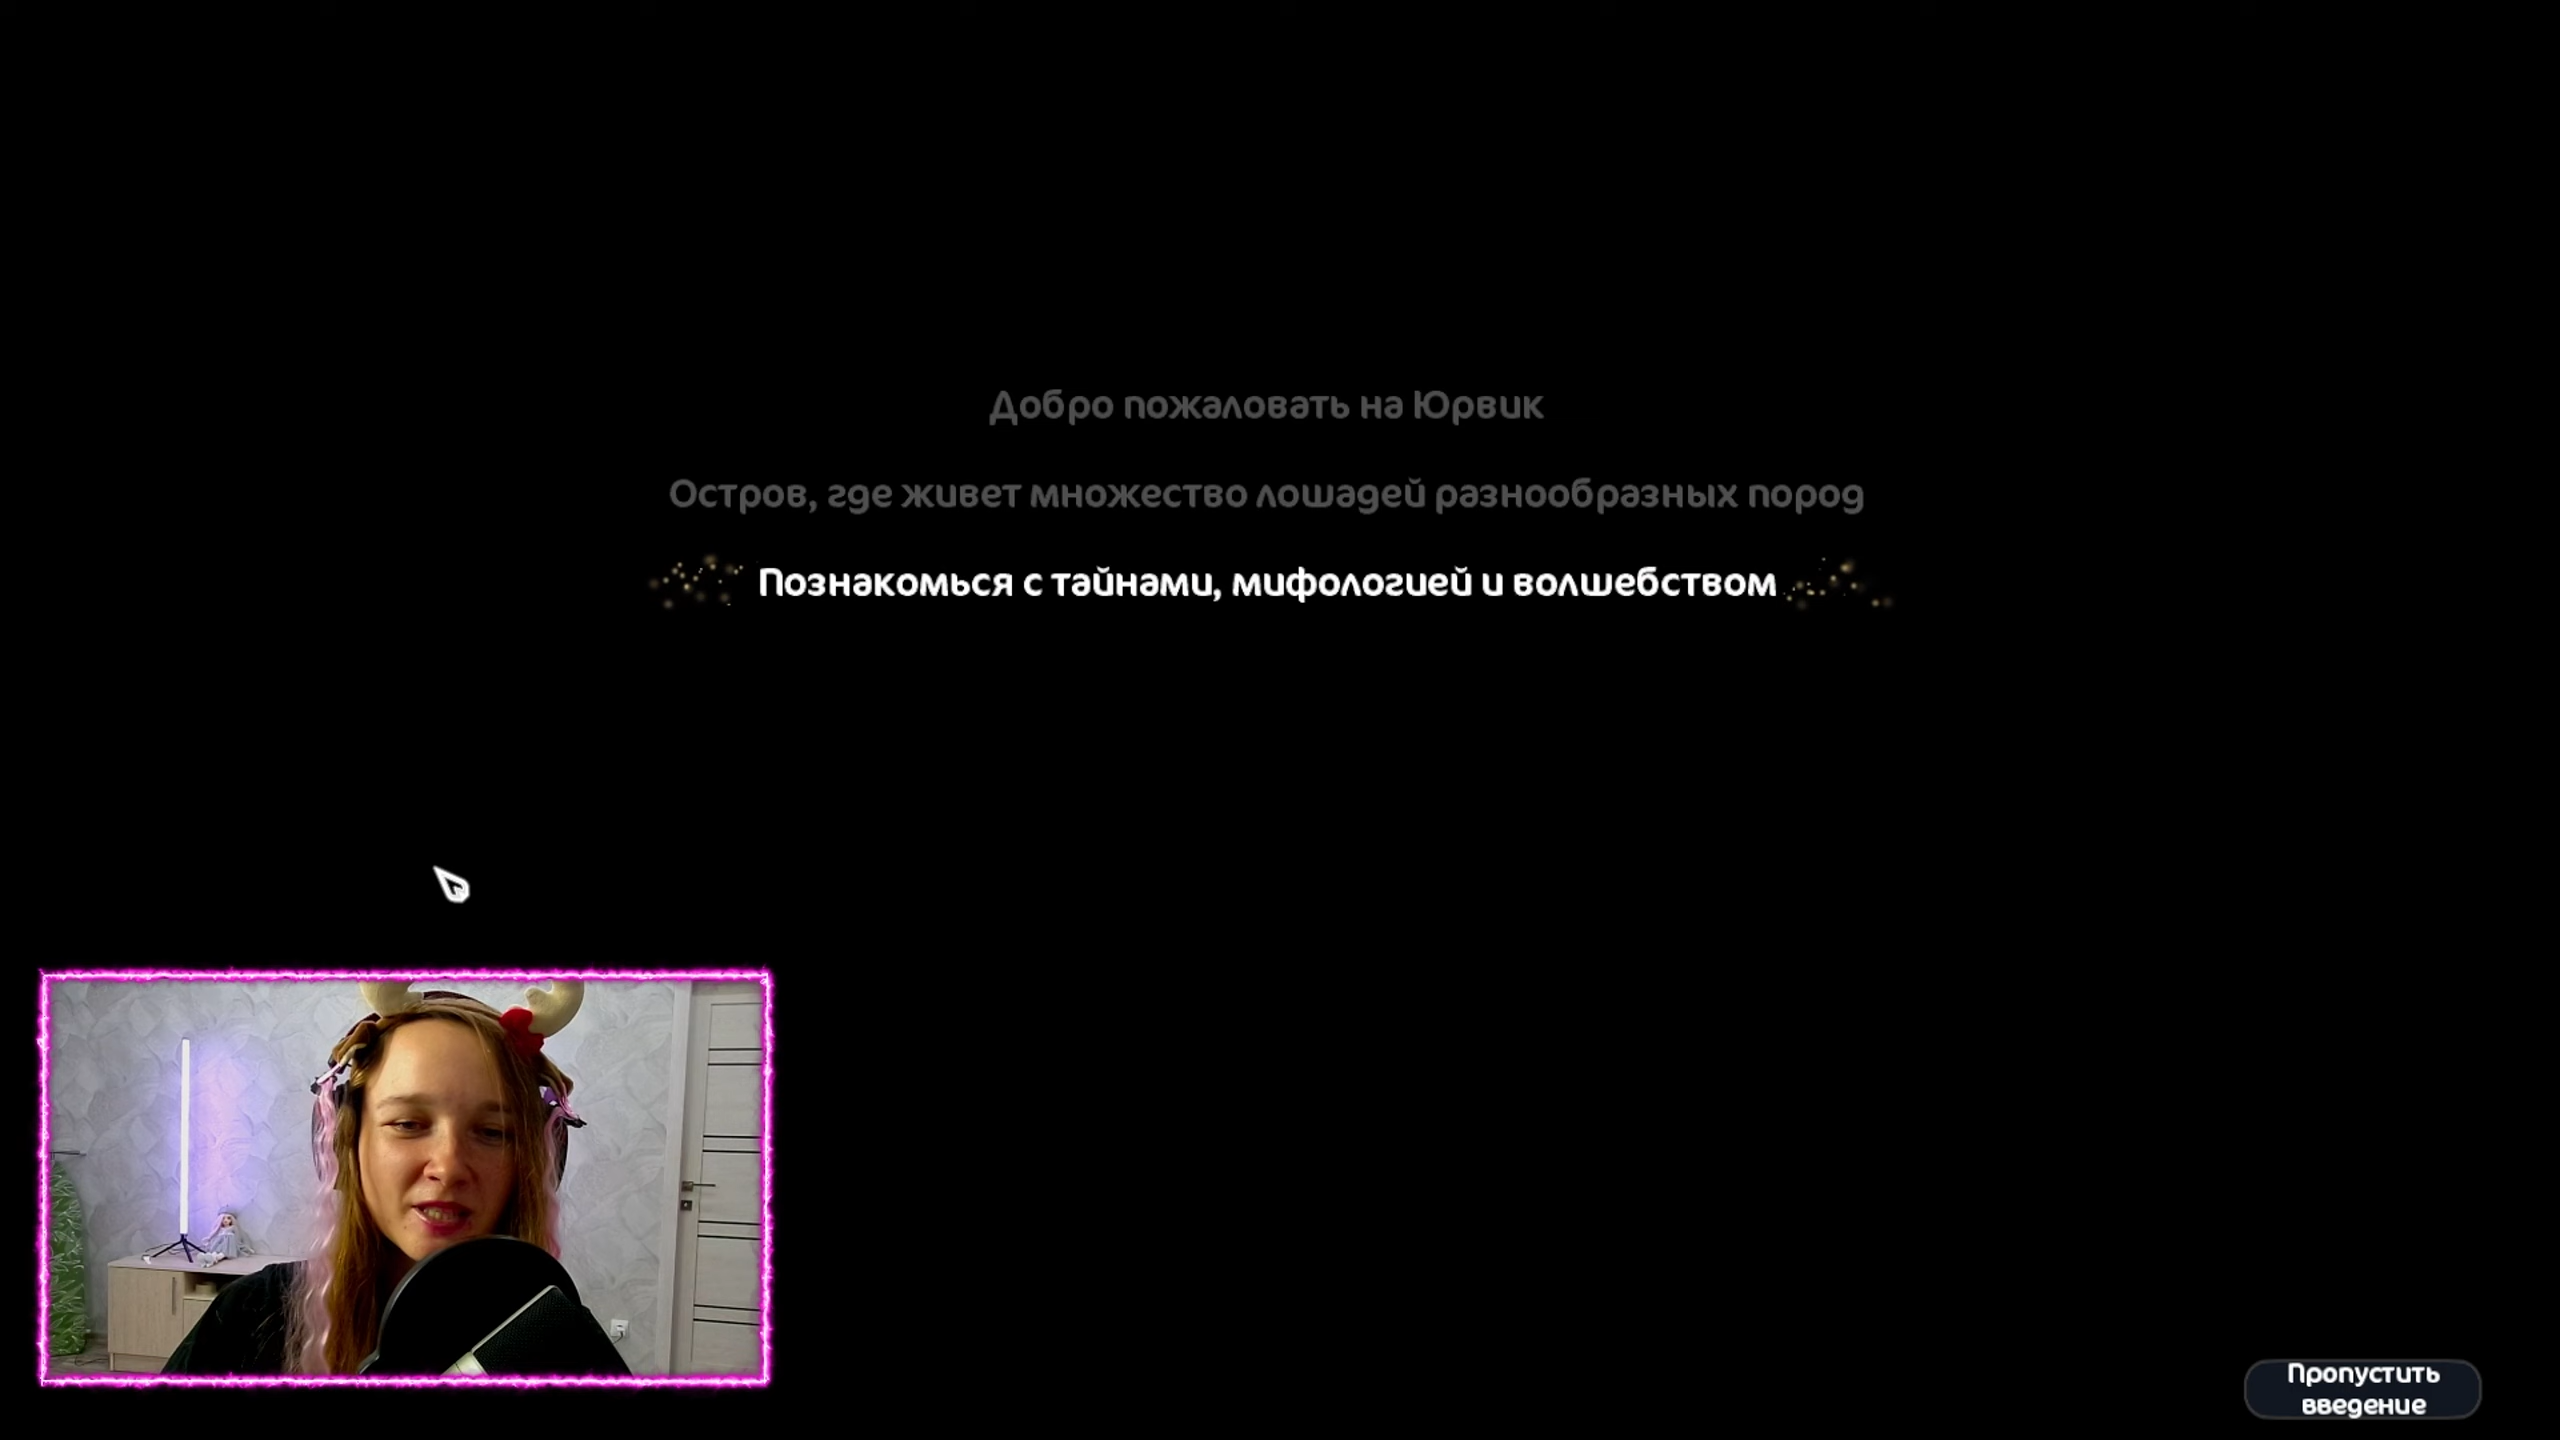 Добро пожаловать на Юрвик
Остров, где живет множество лошадей разнообразных пород
Познакомься с тайнами, мифологией и волшебством
Пропустить
введение